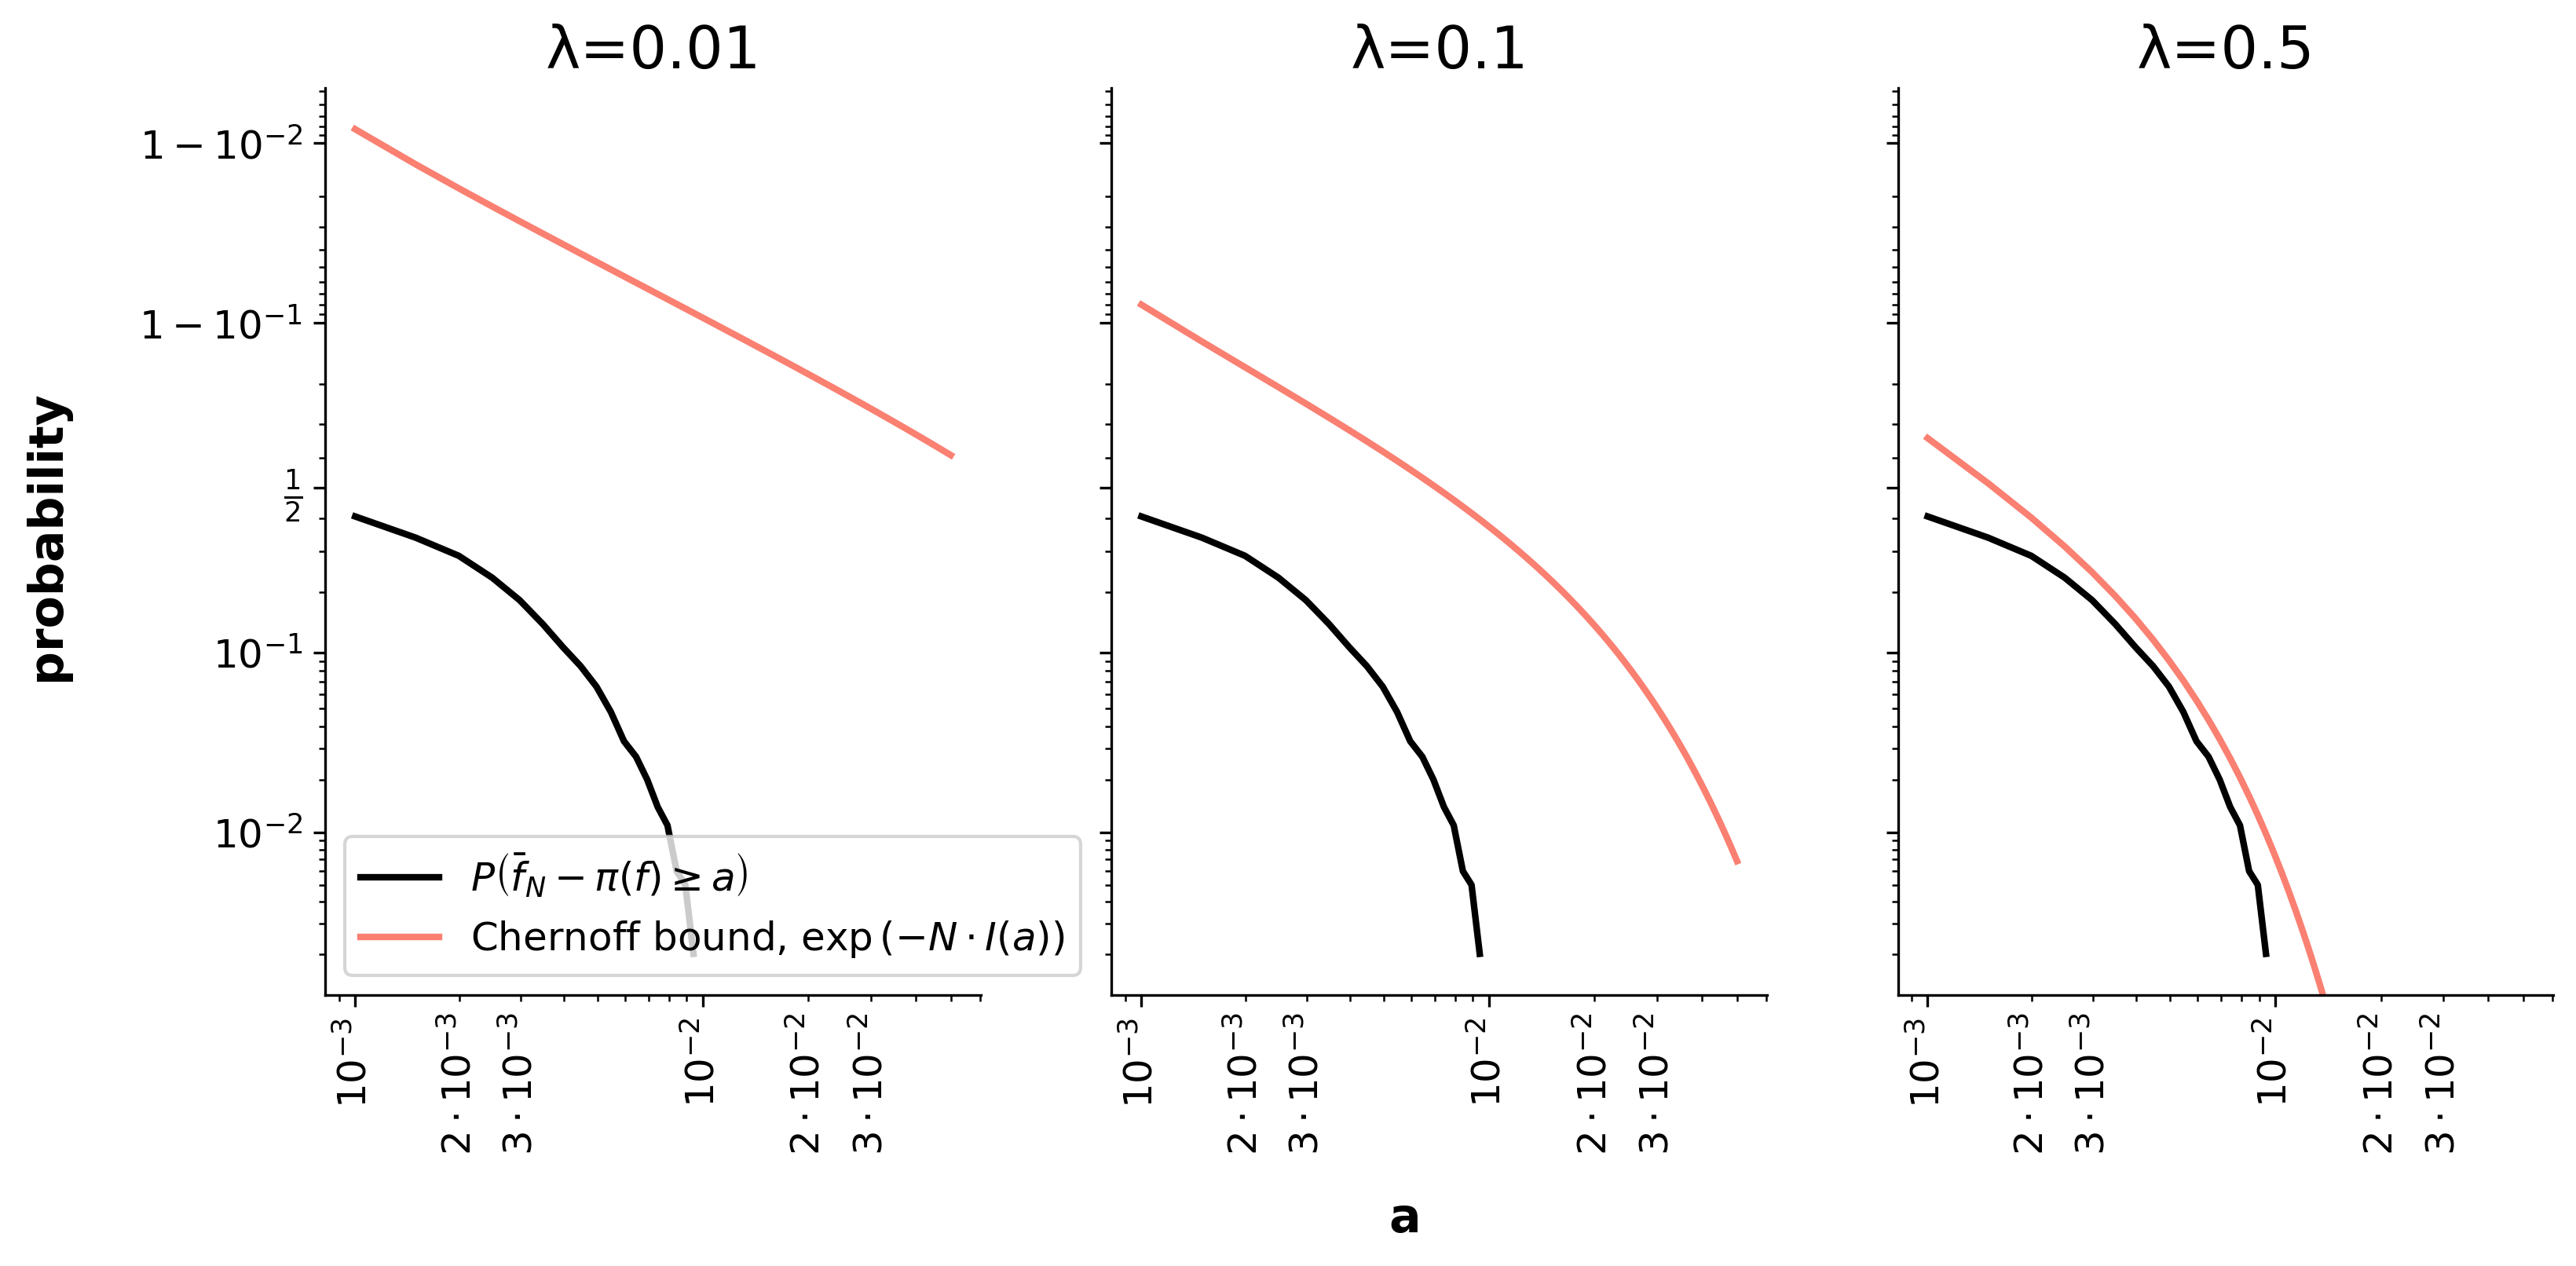 λ=0.01
λ=0.1
λ=0.5
probability
1 − 10⁻²
1 − 10⁻¹
1/2
10⁻¹
10⁻²
P(f̄_N − π(f) ≥ a)
Chernoff bound, exp (−N · I(a))
10⁻³
2 · 10⁻³
3 · 10⁻³
10⁻²
2 · 10⁻²
3 · 10⁻²
10⁻³
2 · 10⁻³
3 · 10⁻³
10⁻²
2 · 10⁻²
3 · 10⁻²
10⁻³
2 · 10⁻³
3 · 10⁻³
10⁻²
2 · 10⁻²
3 · 10⁻²
a